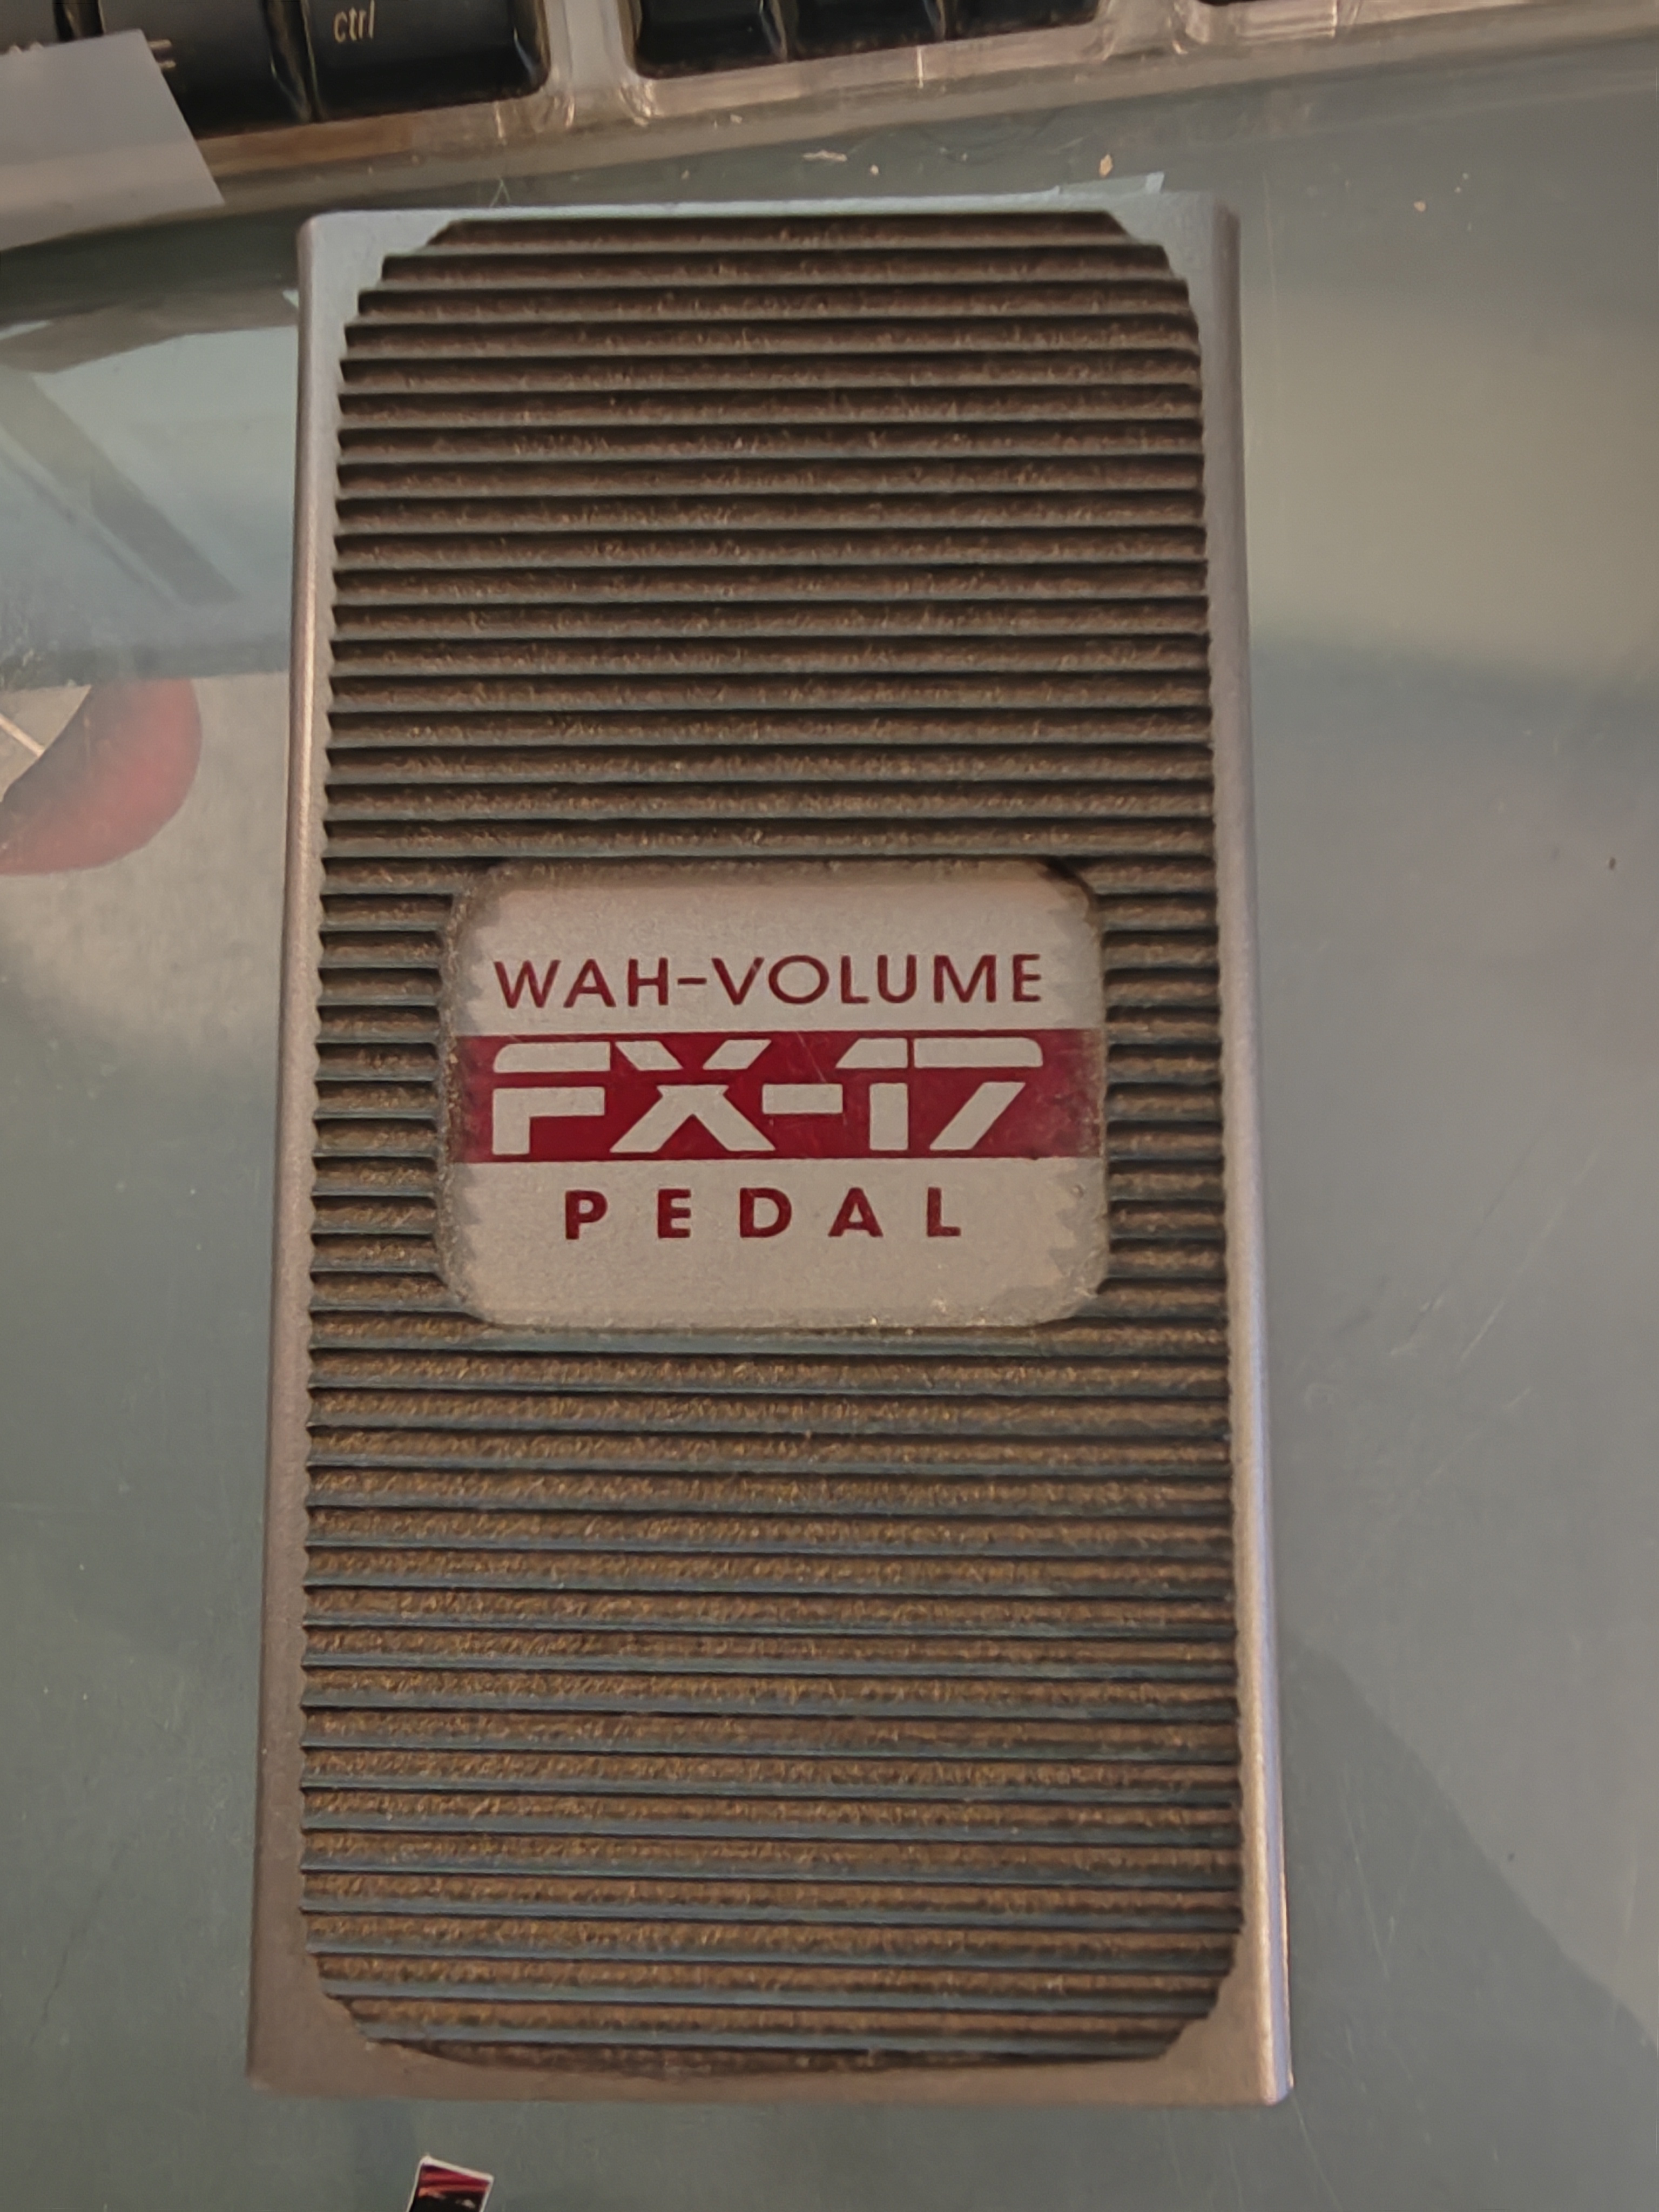 ctrl
WAH-VOLUME
FX-17
PEDAL